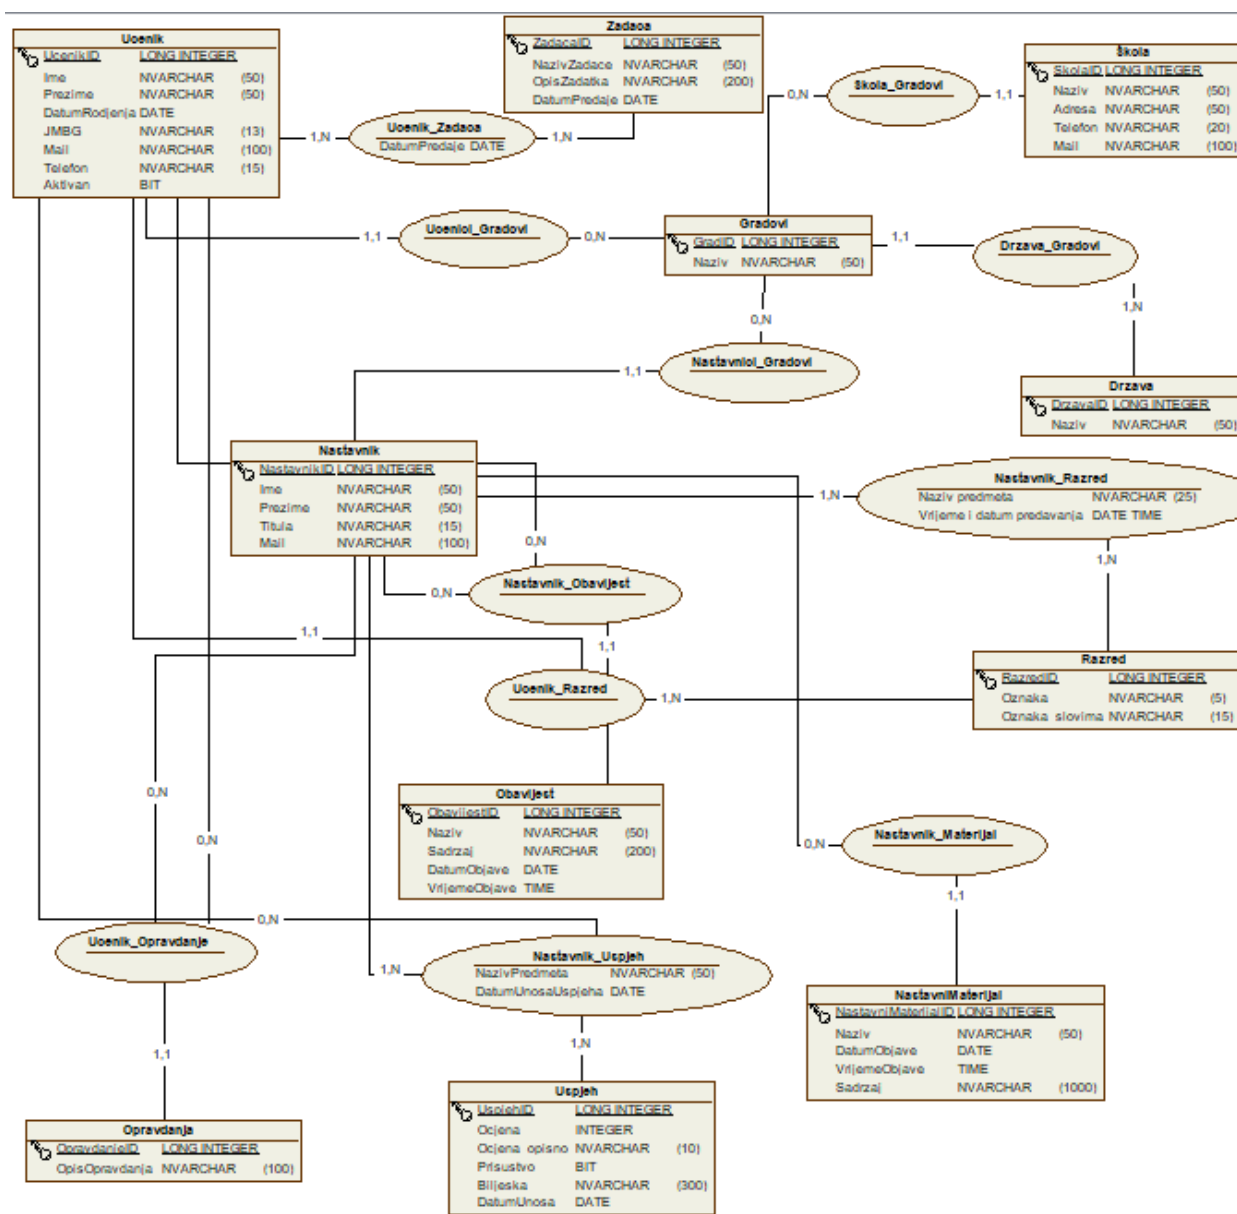 Ucenik
UcenikID LONG INTEGER
Ime NVARCHAR (50)
Prezime NVARCHAR (50)
DatumRodjenja DATE
JMBG NVARCHAR (13)
Mail NVARCHAR (100)
Telefon NVARCHAR (15)
Aktivan BIT
Zadaca
ZadacaID LONG INTEGER
NazivZadace NVARCHAR (50)
OpisZadatka NVARCHAR (200)
DatumPredaje DATE
Škola
SkolaID LONG INTEGER
Naziv NVARCHAR (50)
Adresa NVARCHAR (50)
Telefon NVARCHAR (20)
Mail NVARCHAR (100)
0,N
Škola_Gradovi
1,1
1,N
Ucenik_Zadaca
DatumPredaje DATE
1,N
1,1
Ucenici_Gradovi
0,N
Gradovi
GradID LONG INTEGER
Naziv NVARCHAR (50)
1,1
Drzava_Gradovi
1,N
0,N
Nastavnici_Gradovi
1,1
Drzava
DrzavaID LONG INTEGER
Naziv NVARCHAR (50)
Nastavnik
NastavnikID LONG INTEGER
Ime NVARCHAR (50)
Prezime NVARCHAR (50)
Titula NVARCHAR (15)
Mail NVARCHAR (100)
1,N
Nastavnik_Razred
Naziv predmeta NVARCHAR (25)
Vrijeme i datum predavanja DATE TIME
1,N
0,N
0,N
Nastavnik_Obavijest
1,1
1,1
Ucenik_Razred
1,N
Razred
RazredID LONG INTEGER
Oznaka NVARCHAR (5)
Oznaka slovima NVARCHAR (15)
Obavijest
ObavijestID LONG INTEGER
Naziv NVARCHAR (50)
Sadrzaj NVARCHAR (200)
DatumObjave DATE
VrijemeObjave TIME
0,N
0,N
0,N
Nastavnik_Materijal
1,1
0,N
Ucenik_Opravdanje
1,N
Nastavnik_Uspjeh
NazivPredmeta NVARCHAR (50)
DatumUnosaUspjeha DATE
NastavniMaterijal
NastavniMaterijalID LONG INTEGER
Naziv NVARCHAR (50)
DatumObjave DATE
VrijemeObjave TIME
Sadrzaj NVARCHAR (1000)
1,1
1,N
Opravdanja
OpravdanjeID LONG INTEGER
OpisOpravdanja NVARCHAR (100)
Uspjeh
UspjehID LONG INTEGER
Ocjena INTEGER
Ocjena opisno NVARCHAR (10)
Prisustvo BIT
Biljeska NVARCHAR (300)
DatumUnosa DATE